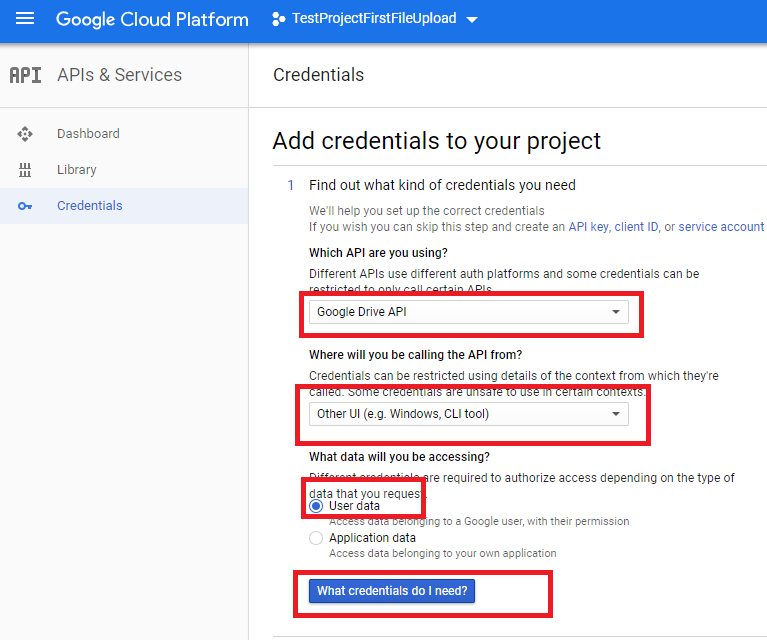 Google Cloud Platform
TestProjectFirstFileUpload
API
APIs & Services
Credentials
Dashboard
Library
Credentials
Add credentials to your project
1 Find out what kind of credentials you need
We'll help you set up the correct credentials
If you wish you can skip this step and create an API key, client ID, or service account
Which API are you using?
Different APIs use different auth platforms and some credentials can be
restricted to only call certain APIs.
Google Drive API
Where will you be calling the API from?
Credentials can be restricted using details of the context from which they're
called. Some credentials are unsafe to use in certain contexts.
Other UI (e.g. Windows, CLI tool)
What data will you be accessing?
Different credentials are required to authorize access depending on the type of
data that you request.
User data
Access data belonging to a Google user, with their permission
Application data
Access data belonging to your own application
What credentials do I need?